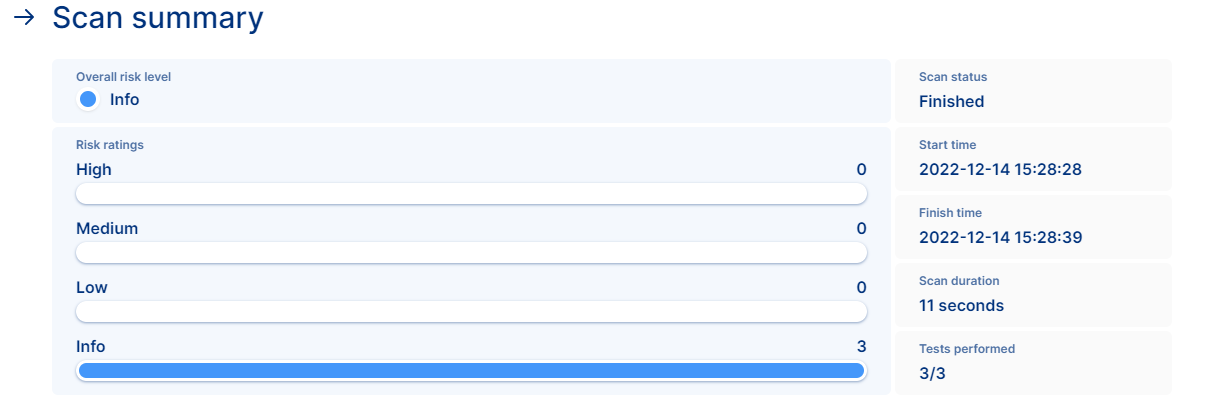 Scan summary
Overall risk level
Info
Risk ratings
High 0
Medium 0
Low 0
Info 3
Scan status
Finished
Start time
2022-12-14 15:28:28
Finish time
2022-12-14 15:28:39
Scan duration
11 seconds
Tests performed
3/3